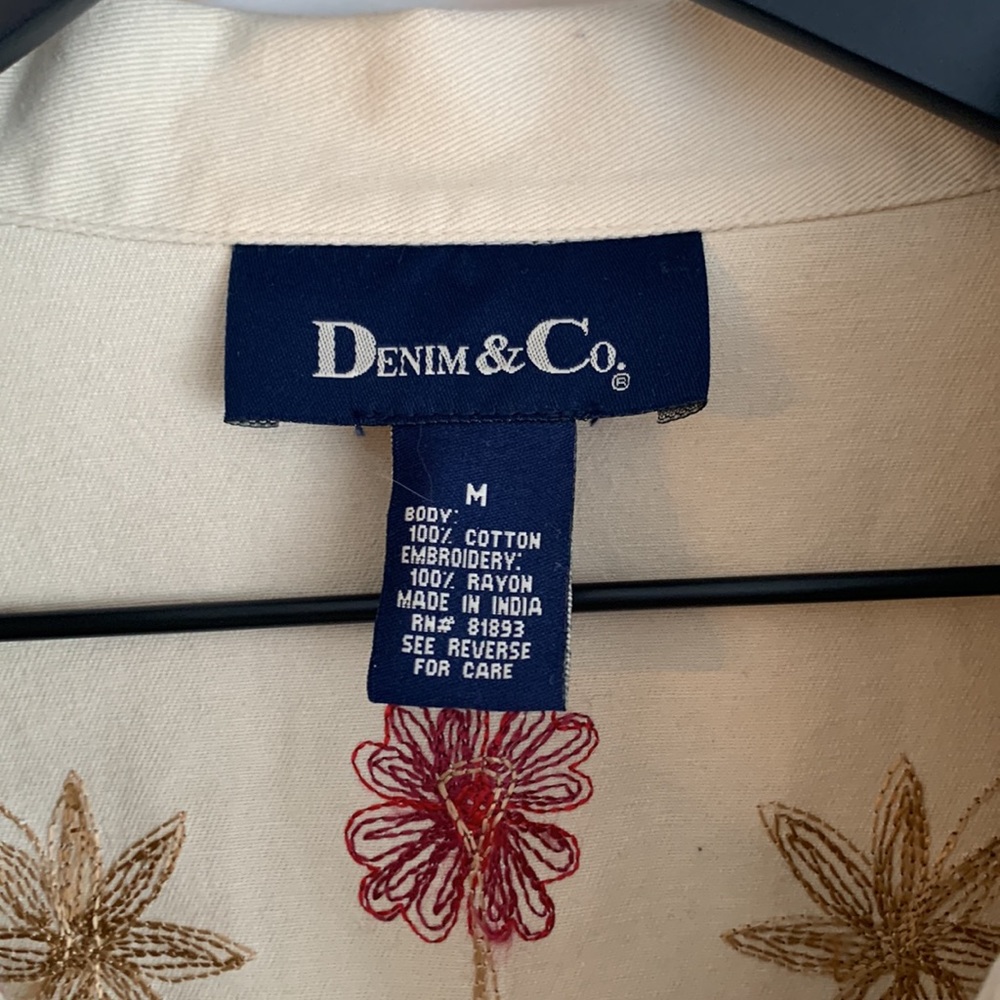 DENIM & CO.®
M
BODY:
100% COTTON
EMBROIDERY:
100% RAYON
MADE IN INDIA
RN# 81893
SEE REVERSE
FOR CARE